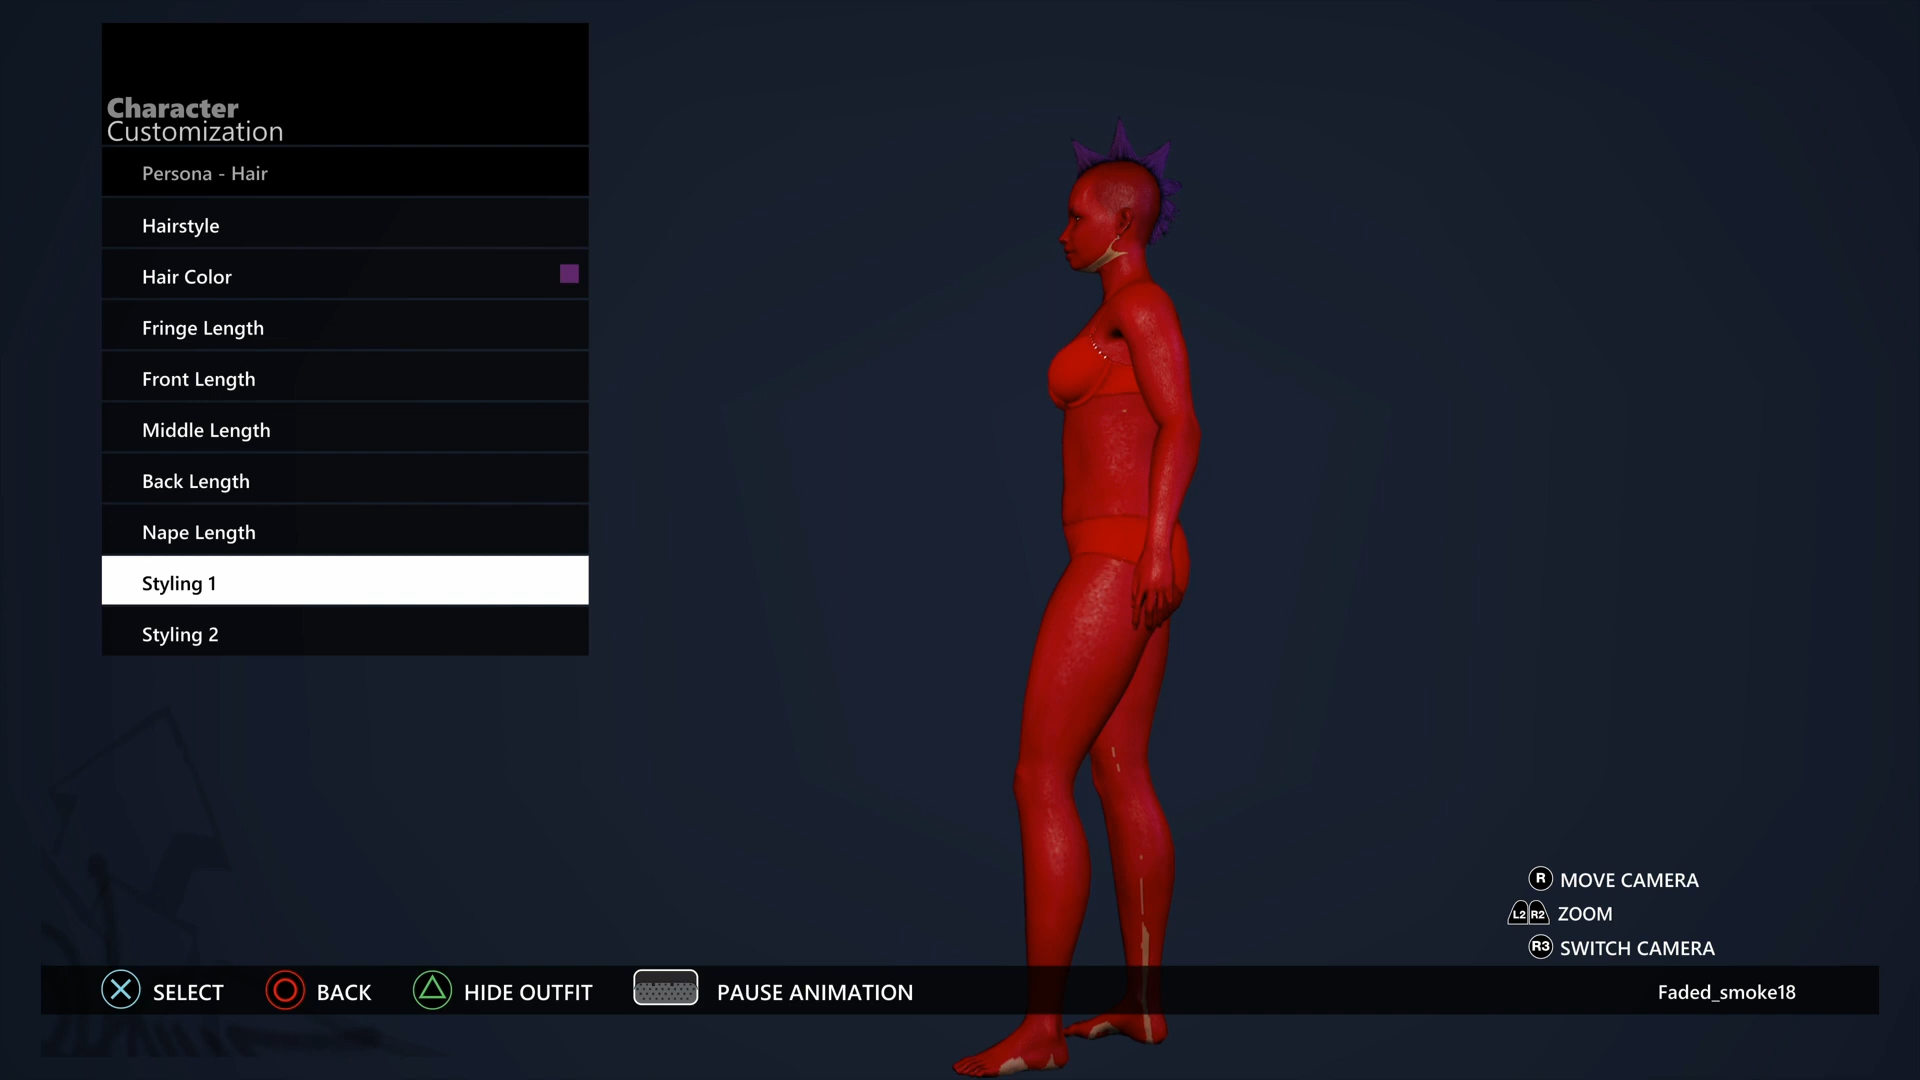 Character
Customization
Persona - Hair
Hairstyle
Hair Color
Fringe Length
Front Length
Middle Length
Back Length
Nape Length
Styling 1
Styling 2
R MOVE CAMERA
L2 R2 ZOOM
R3 SWITCH CAMERA
SELECT BACK HIDE OUTFIT PAUSE ANIMATION Faded_smoke18